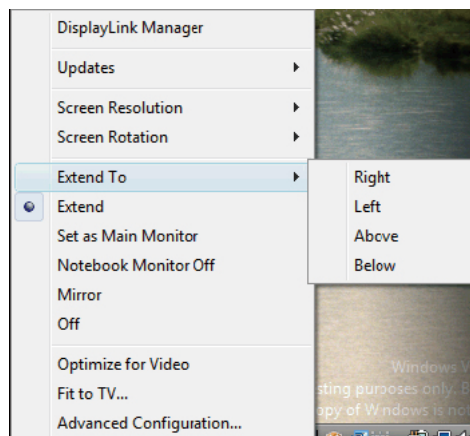 DisplayLink Manager
Updates
Screen Resolution
Screen Rotation
Extend To
Right
Extend
Left
Set as Main Monitor
Above
Notebook Monitor Off
Below
Mirror
Off
Optimize for Video
Windows V
Fit to TV...
sting purposes only. B
Advanced Configuration...
opy of Windows is not